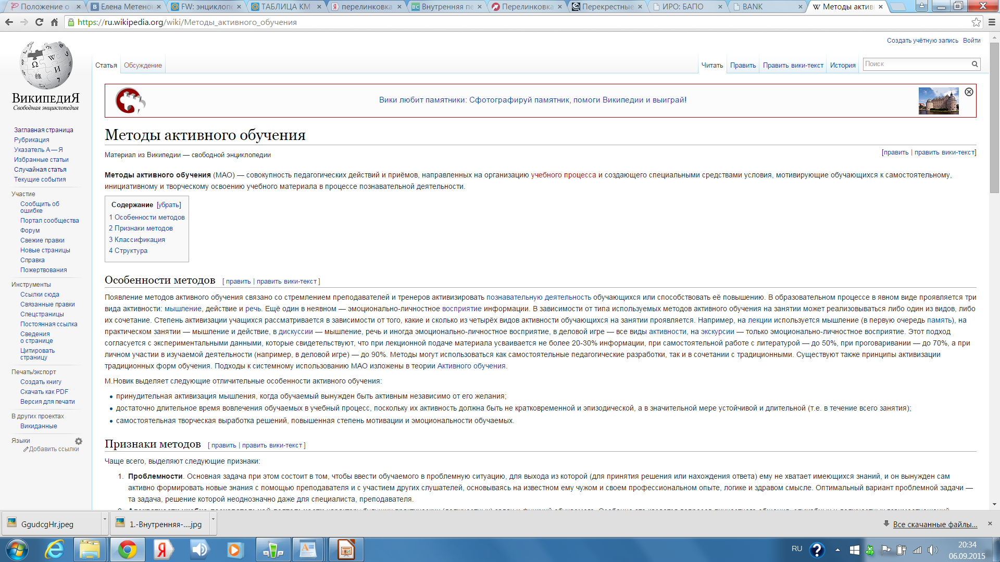 Положение о
Елена Метено
FW: энциклопе
ТАБЛИЦА КМ
перелинковка
Внутренняя пе
Перелинковка
Перекрестные
ИРО: БАПО
BANK
Методы актив
https://ru.wikipedia.org/wiki/Методы_активного_обучения
Создать учётную запись Войти
Статья Обсуждение
Читать Править Править вики-текст История Поиск
ВикипедиЯ
Свободная энциклопедия
Заглавная страница
Рубрикация
Указатель А — Я
Избранные статьи
Случайная статья
Текущие события
Участие
Сообщить об
ошибке
Портал сообщества
Форум
Свежие правки
Новые страницы
Справка
Пожертвования
Инструменты
Ссылки сюда
Связанные правки
Спецстраницы
Постоянная ссылка
Сведения
о странице
Цитировать
страницу
Печать/экспорт
Создать книгу
Скачать как PDF
Версия для печати
В других проектах
Викиданные
Языки
Добавить ссылки
Вики любит памятники: Сфотографируй памятник, помоги Википедии и выиграй!
Методы активного обучения
Материал из Википедии — свободной энциклопедии
[править | править вики-текст]
Методы активного обучения (МАО) — совокупность педагогических действий и приёмов, направленных на организацию учебного процесса и создающего специальными средствами условия, мотивирующие обучающихся к самостоятельному,
инициативному и творческому освоению учебного материала в процессе познавательной деятельности.
Содержание [убрать]
1 Особенности методов
2 Признаки методов
3 Классификация
4 Структура
Особенности методов [ править | править вики-текст ]
Появление методов активного обучения связано со стремлением преподавателей и тренеров активизировать познавательную деятельность обучающихся или способствовать её повышению. В образовательном процессе в явном виде проявляется три
вида активности: мышление, действие и речь. Ещё один в неявном — эмоционально-личностное восприятие информации. В зависимости от типа используемых методов активного обучения на занятии может реализовываться либо один из видов, либо
их сочетание. Степень активизации учащихся рассматривается в зависимости от того, какие и сколько из четырёх видов активности обучающихся на занятии проявляется. Например, на лекции используется мышление (в первую очередь память), на
практическом занятии — мышление и действие, в дискуссии — мышление, речь и иногда эмоционально-личностное восприятие, в деловой игре — все виды активности, на экскурсии — только эмоционально-личностное восприятие. Этот подход
согласуется с экспериментальными данными, которые свидетельствуют, что при лекционной подаче материала усваивается не более 20-30% информации, при самостоятельной работе с литературой — до 50%, при проговаривании — до 70%, а при
личном участии в изучаемой деятельности (например, в деловой игре) — до 90%. Методы могут использоваться как самостоятельные педагогические разработки, так и в сочетании с традиционными. Существуют также принципы активизации
традиционных форм обучения. Подходы к системному использованию МАО изложены в теории Активного обучения.
М.Новик выделяет следующие отличительные особенности активного обучения:
принудительная активизация мышления, когда обучаемый вынужден быть активным независимо от его желания;
достаточно длительное время вовлечения обучаемых в учебный процесс, поскольку их активность должна быть не кратковременной и эпизодической, а в значительной мере устойчивой и длительной (т.е. в течение всего занятия);
самостоятельная творческая выработка решений, повышенная степень мотивации и эмоциональности обучаемых.
Признаки методов [ править | править вики-текст ]
Чаще всего, выделяют следующие признаки:
1. Проблемности. Основная задача при этом состоит в том, чтобы ввести обучаемого в проблемную ситуацию, для выхода из которой (для принятия решения или нахождения ответа) ему не хватает имеющихся знаний, и он вынужден сам
активно формировать новые знания с помощью преподавателя и с участием других слушателей, основываясь на известном ему чужом и своем профессиональном опыте, логике и здравом смысле. Оптимальный вариант проблемной задачи —
та задача, решение которой неоднозначно даже для специалиста, преподавателя.
GgudcgHr.jpeg
1.-Внутренняя-....jpg
Все скачанные файлы...
RU
20:34
06.09.2015